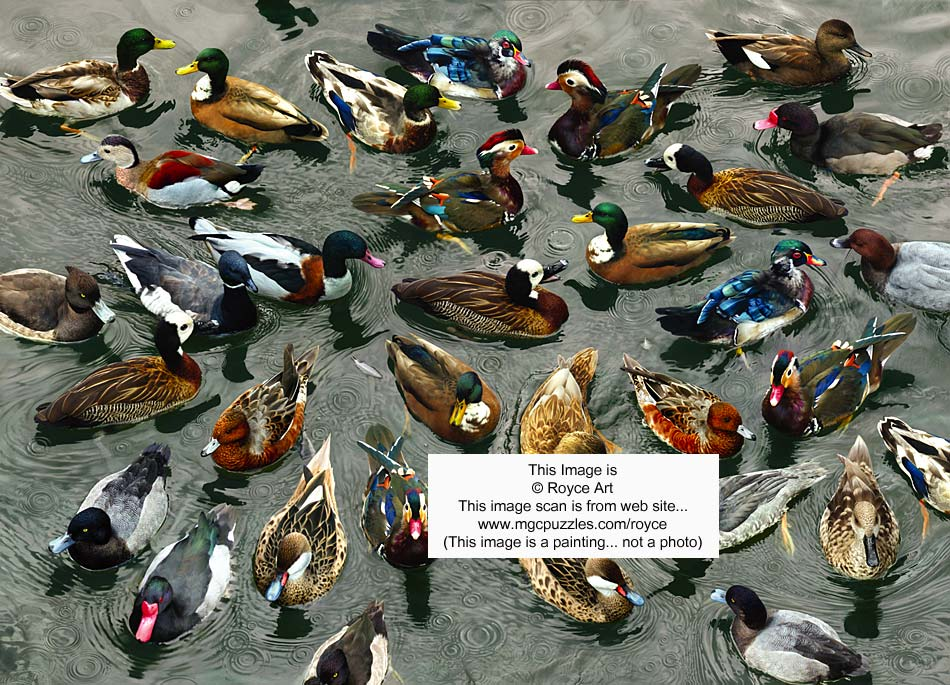 This Image is
© Royce Art
This image scan is from web site...
www.mgcpuzzles.com/royce
(This image is a painting... not a photo)